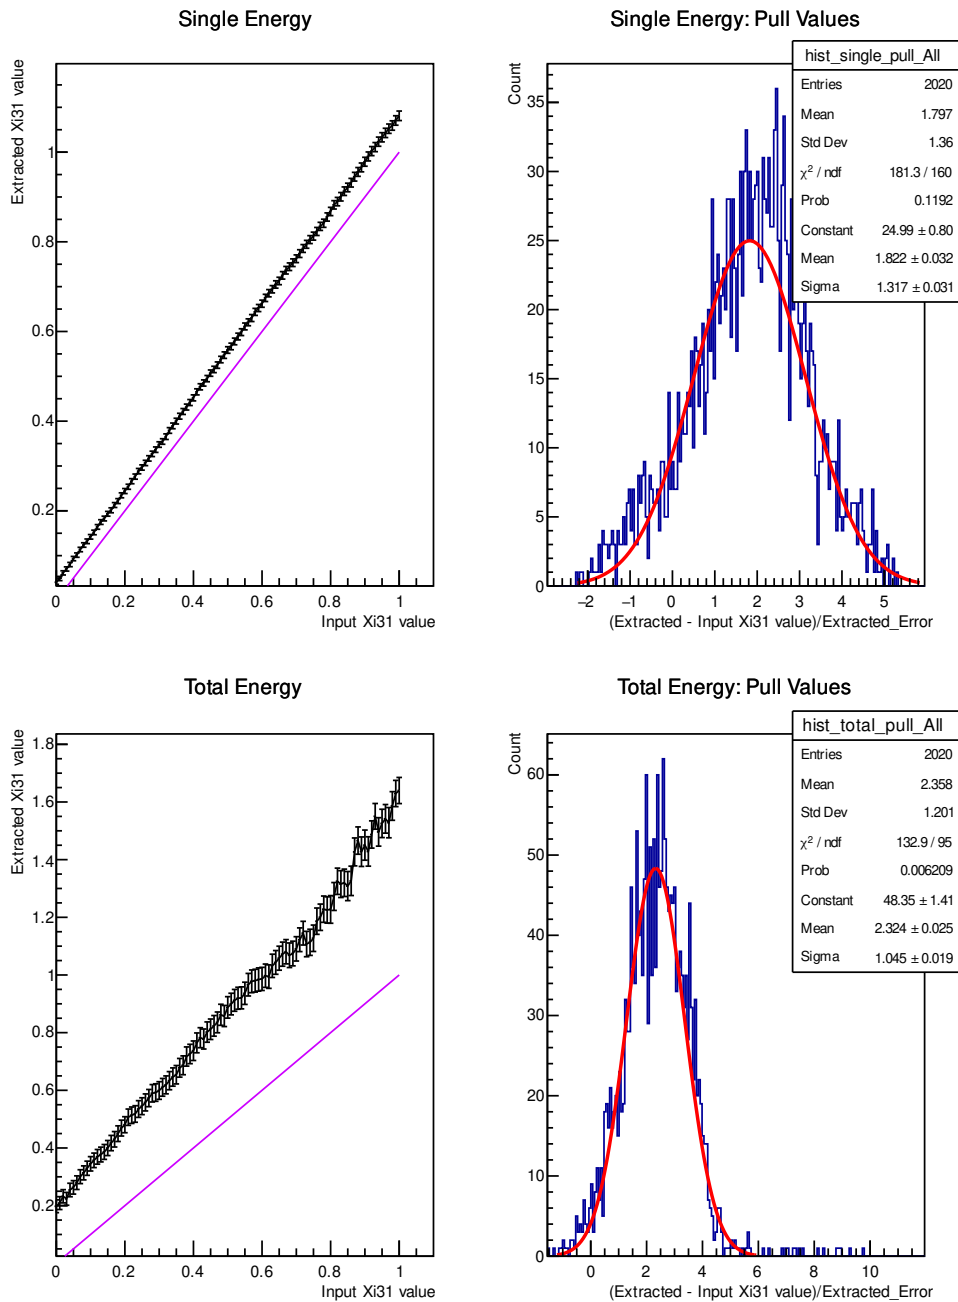 Single Energy
Extracted Xi31 value
1
0.8
0.6
0.4
0.2
0 0.2 0.4 0.6 0.8 1
Input Xi31 value
Single Energy: Pull Values
Count
35
30
25
20
15
10
5
0
−2 −1 0 1 2 3 4 5
(Extracted - Input Xi31 value)/Extracted_Error
hist_single_pull_All
Entries 2020
Mean 1.797
Std Dev 1.36
χ² / ndf 181.3 / 160
Prob 0.1192
Constant 24.99 ± 0.80
Mean 1.822 ± 0.032
Sigma 1.317 ± 0.031
Total Energy
Extracted Xi31 value
1.8
1.6
1.4
1.2
1
0.8
0.6
0.4
0.2
0 0.2 0.4 0.6 0.8 1
Input Xi31 value
Total Energy: Pull Values
Count
60
50
40
30
20
10
0
0 2 4 6 8 10
(Extracted - Input Xi31 value)/Extracted_Error
hist_total_pull_All
Entries 2020
Mean 2.358
Std Dev 1.201
χ² / ndf 132.9 / 95
Prob 0.006209
Constant 48.35 ± 1.41
Mean 2.324 ± 0.025
Sigma 1.045 ± 0.019